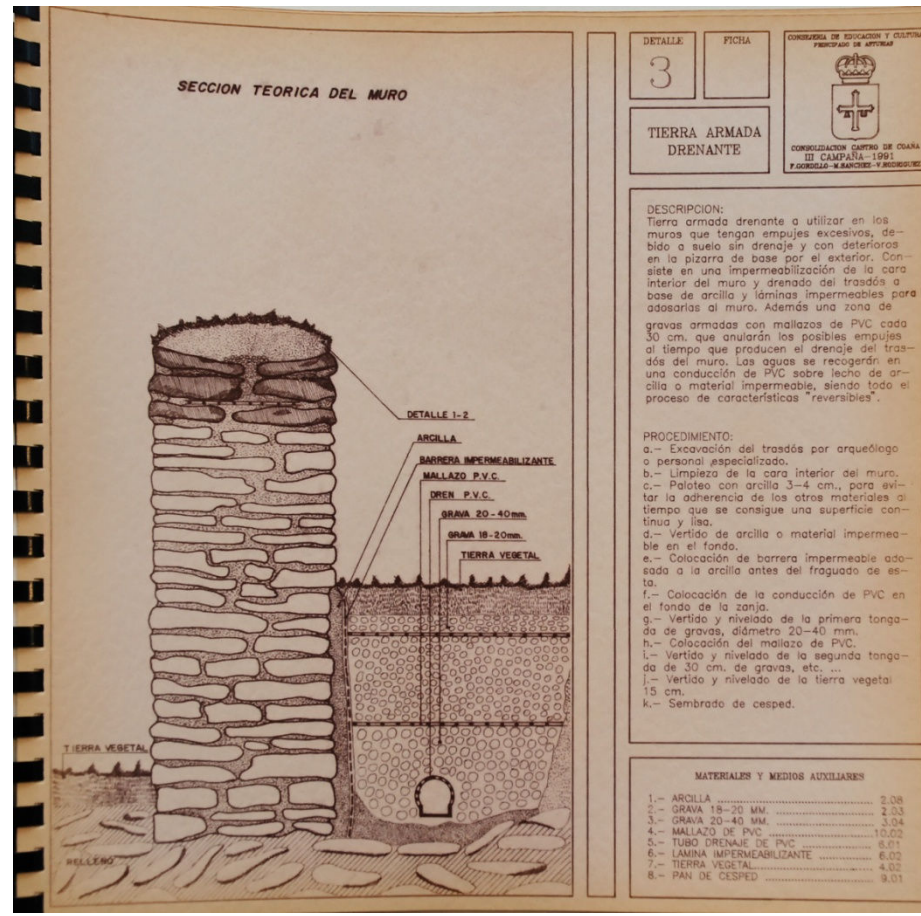 SECCION TEORICA DEL MURO
DETALLE 1-2
ARCILLA
BARRERA IMPERMEABILIZANTE
MALLAZO P.V.C.
DREN P.V.C.
GRAVA 20-40mm.
GRAVA 18-20mm.
TIERRA VEGETAL
TIERRA VEGETAL
RELLENO
DETALLE
3
FICHA
CONSEJERIA DE EDUCACION Y CULTURA
PRINCIPADO DE ASTURIAS
CONSOLIDACION CASTRO DE COAÑA
III CAMPAÑA-1991
F.GORDILLO-M.SANCHEZ-V.RODRIGUEZ
TIERRA ARMADA
DRENANTE
DESCRIPCION:
Tierra armada drenante a utilizar en los
muros que tengan empujes excesivos, de-
bido a suelo sin drenaje y con deterioros
en la pizarra de base por el exterior. Con-
siste en una impermeabilización de la cara
interior del muro y drenado del trasdós a
base de arcilla y láminas impermeables para
adosarlas al muro. Además una zona de
gravas armadas con mallazos de PVC cada
30 cm. que anularán los posibles empujes
al tiempo que producen el drenaje del tras-
dós del muro. Las aguas se recogerán en
una conducción de PVC sobre lecho de ar-
cilla o material impermeable, siendo todo el
proceso de características "reversibles".
PROCEDIMIENTO:
a.- Excavación del trasdós por arqueólogo
o personal especializado.
b.- Limpieza de la cara interior del muro.
c.- Paloteo con arcilla 3-4 cm., para evi-
tar la adherencia de los otros materiales al
tiempo que se consigue una superficie con-
tinua y lisa.
d.- Vertido de arcilla o material impermea-
ble en el fondo.
e.- Colocación de barrera impermeable ado-
sada a la arcilla antes del fraguado de es-
ta.
f.- Colocación de la conducción de PVC en
el fondo de la zanja.
g.- Vertido y nivelado de la primera tonga-
da de gravas, diámetro 20-40 mm.
h.- Colocación del mallazo de PVC.
i.- Vertido y nivelado de la segunda tonga-
da de 30 cm. de gravas, etc. ...
j.- Vertido y nivelado de la tierra vegetal
15 cm.
k.- Sembrado de cesped.
MATERIALES Y MEDIOS AUXILIARES
1.- ARCILLA ........ 2.08
2.- GRAVA 18-20 MM. ........ 2.03
3.- GRAVA 20-40 MM. ........ 3.04
4.- MALLAZO DE PVC ........ 10.02
5.- TUBO DRENAJE DE PVC ........ 6.01
6.- LAMINA IMPERMEABILIZANTE ........ 6.02
7.- TIERRA VEGETAL ........ 4.02
8.- PAN DE CESPED ........ 9.01